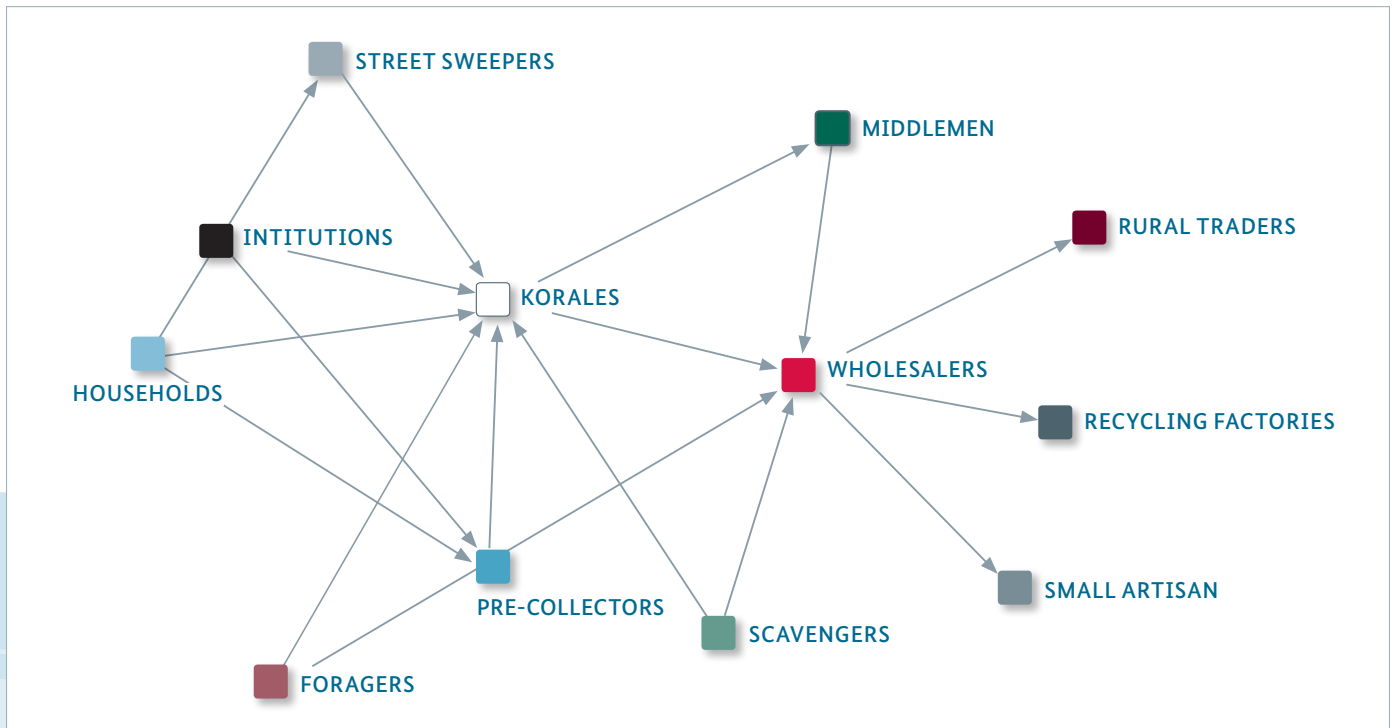 STREET SWEEPERS
MIDDLEMEN
RURAL TRADERS
INTITUTIONS
KORALES
WHOLESALERS
HOUSEHOLDS
RECYCLING FACTORIES
SMALL ARTISAN
PRE-COLLECTORS
SCAVENGERS
FORAGERS